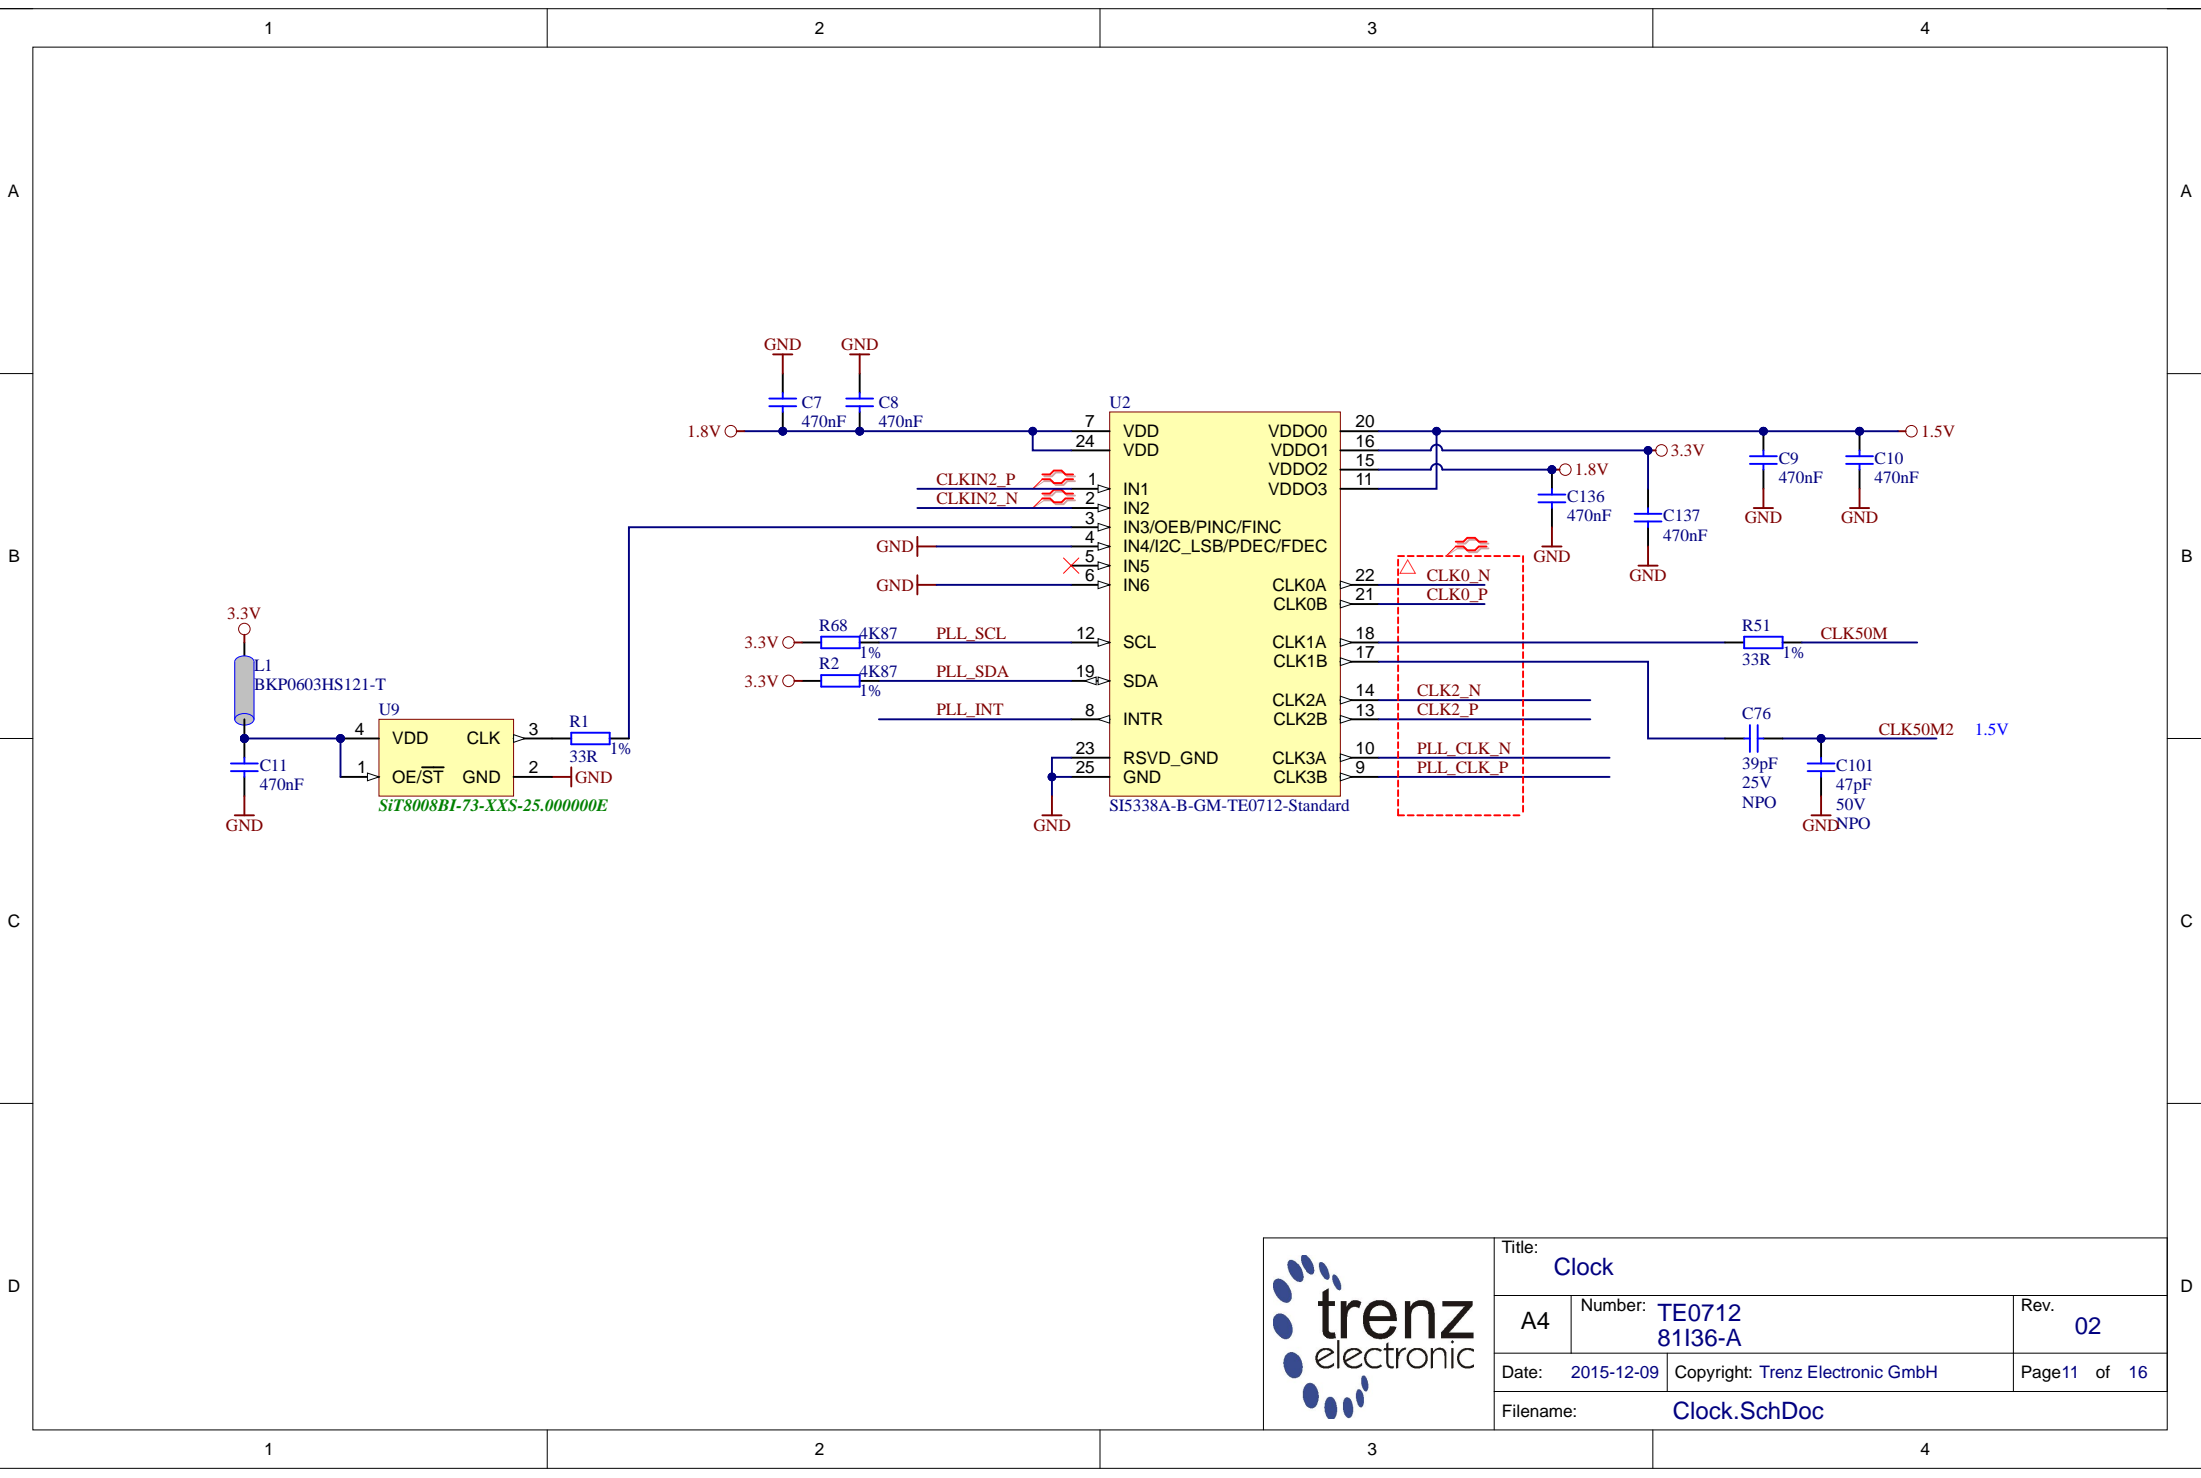 1 2 3 4
A A
GND GND
C7 C8
470nF 470nF
1.8V
U2
7 VDD VDDO0 20
24 VDD VDDO1 16
VDDO2 15
VDDO3 11
1.5V
3.3V
1.8V
C9 C10
470nF 470nF
GND GND
C136
470nF
GND
C137
470nF
GND
CLKIN2_P 1 IN1
CLKIN2_N 2 IN2
3 IN3/OEB/PINC/FINC
GND 4 IN4/I2C_LSB/PDEC/FDEC
5 IN5
GND 6 IN6
B B
CLK0A 22 CLK0_N
CLK0B 21 CLK0_P
3.3V R68 4K87 1% PLL_SCL 12 SCL
3.3V R2 4K87 1% PLL_SDA 19 SDA
PLL_INT 8 INTR
23 RSVD_GND
25 GND
GND
CLK1A 18 R51 33R 1% CLK50M
CLK1B 17
CLK2A 14 CLK2_N
CLK2B 13 CLK2_P
CLK3A 10 PLL_CLK_N
CLK3B 9 PLL_CLK_P
SI5338A-B-GM-TE0712-Standard
C76
39pF
25V
NPO
CLK50M2 1.5V
C101
47pF
50V
NPO
GND
3.3V
L1
BKP0603HS121-T
C11
470nF
GND
U9
4 VDD CLK 3
1 OE/ST GND 2
GND
R1
33R 1%
SiT8008BI-73-XXS-25.000000E
C C
D D
trenz
electronic
Title:
Clock
A4
Number: TE0712
81I36-A
Rev.
02
Date: 2015-12-09 Copyright: Trenz Electronic GmbH Page11 of 16
Filename: Clock.SchDoc
1 2 3 4